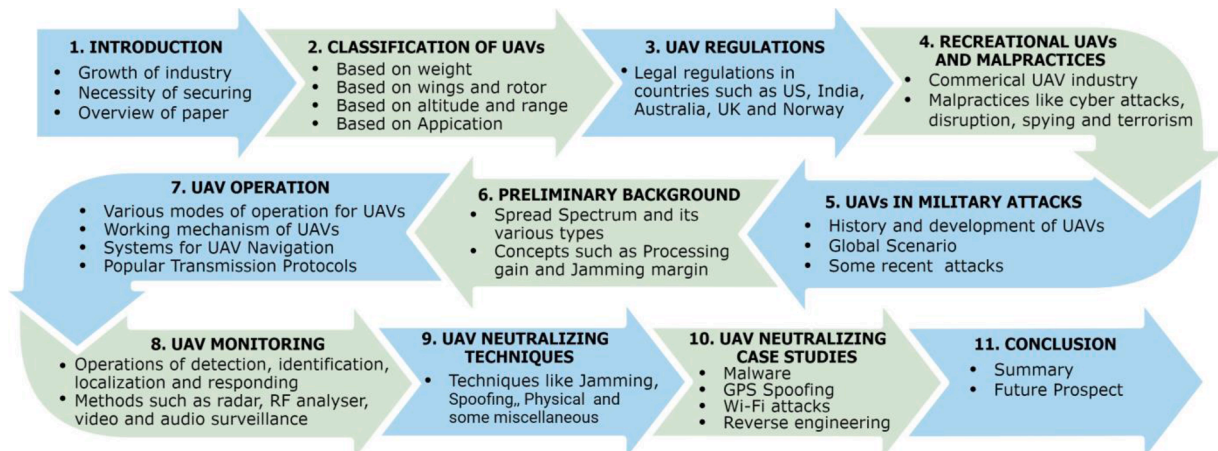 1. INTRODUCTION
• Growth of industry
• Necessity of securing
• Overview of paper
2. CLASSIFICATION OF UAVs
• Based on weight
• Based on wings and rotor
• Based on altitude and range
• Based on Appication
3. UAV REGULATIONS
• Legal regulations in
countries such as US, India,
Australia, UK and Norway
4. RECREATIONAL UAVs
AND MALPRACTICES
• Commerical UAV industry
• Malpractices like cyber attacks,
disruption, spying and terrorism
5. UAVs IN MILITARY ATTACKS
• History and development of UAVs
• Global Scenario
• Some recent attacks
6. PRELIMINARY BACKGROUND
• Spread Spectrum and its
various types
• Concepts such as Processing
gain and Jamming margin
7. UAV OPERATION
• Various modes of operation for UAVs
• Working mechanism of UAVs
• Systems for UAV Navigation
• Popular Transmission Protocols
8. UAV MONITORING
• Operations of detection, identification,
localization and responding
• Methods such as radar, RF analyser,
video and audio surveillance
9. UAV NEUTRALIZING
TECHNIQUES
• Techniques like Jamming,
Spoofing,, Physical and
some miscellaneous
10. UAV NEUTRALIZING
CASE STUDIES
• Malware
• GPS Spoofing
• Wi-Fi attacks
• Reverse engineering
11. CONCLUSION
• Summary
• Future Prospect